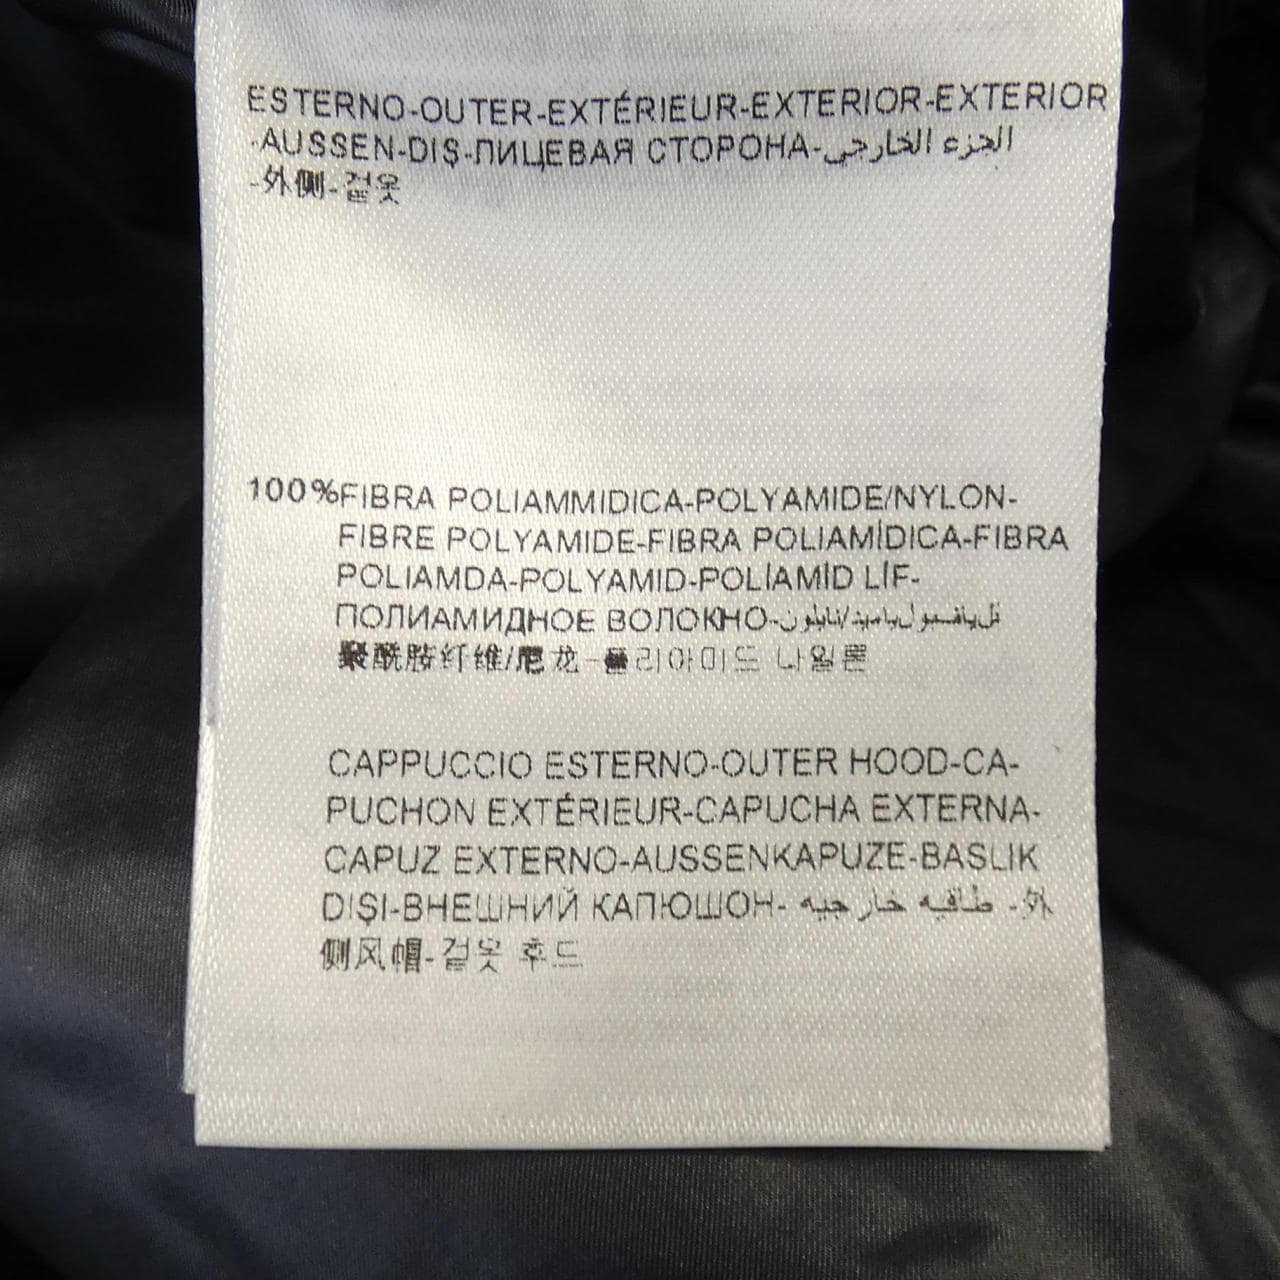 ESTERNO-OUTER-EXTÉRIEUR-EXTERIOR-EXTERIOR
-AUSSEN-DIŞ-ЛИЦЕВАЯ СТОРОНА-الجزء الخارجي
-外侧-겉옷
100%FIBRA POLIAMMIDICA-POLYAMIDE/NYLON-
FIBRE POLYAMIDE-FIBRA POLIAMÍDICA-FIBRA
POLIAMDA-POLYAMID-POLİAMİD LİF-
ПОЛИАМИДНОЕ ВОЛОКНО-
聚酰胺纤维/尼龙-폴리아미드 나일론
CAPPUCCIO ESTERNO-OUTER HOOD-CA-
PUCHON EXTÉRIEUR-CAPUCHA EXTERNA-
CAPUZ EXTERNO-AUSSENKAPUZE-BAŞLIK
DIŞI-ВНЕШНИЙ КАПЮШОН- طاقيه خارجيه -外
侧风帽-겉옷 후드